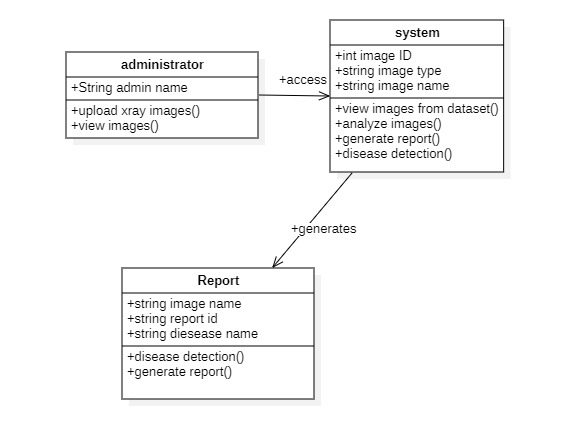 system
+int image ID
+string image type
+string image name
+view images from dataset()
+analyze images()
+generate report()
+disease detection()
administrator
+String admin name
+upload xray images()
+view images()
+access
+generates
Report
+string image name
+string report id
+string diesease name
+disease detection()
+generate report()